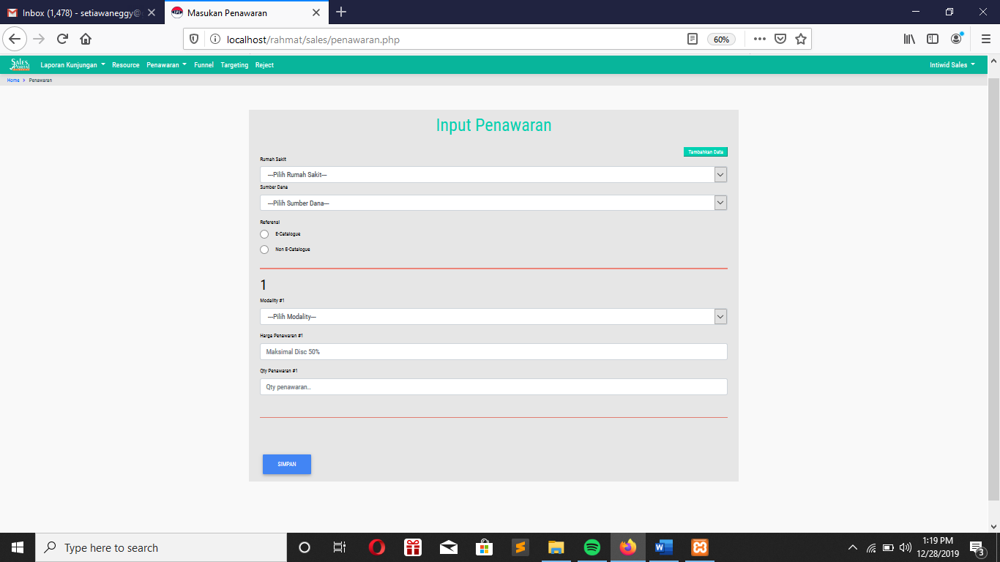 Inbox (1,478) - setiawaneggy@
Masukan Penawaran
localhost/rahmat/sales/penawaran.php
60%
SALES PORTAL
Laporan Kunjungan Resource Penawaran Funnel Targeting Reject
Intiwid Sales
Home > Penawaran
Input Penawaran
Tambahkan Data
Rumah Sakit
---Pilih Rumah Sakit---
Sumber Dana
---Pilih Sumber Dana---
Referensi
E-Catalogue
Non E-Catalogue
1
Modality #1
---Pilih Modality---
Harga Penawaran #1
Maksimal Disc 50%
Qty Penawaran #1
Qty penawaran..
SIMPAN
Type here to search
1:19 PM
12/28/2019
3